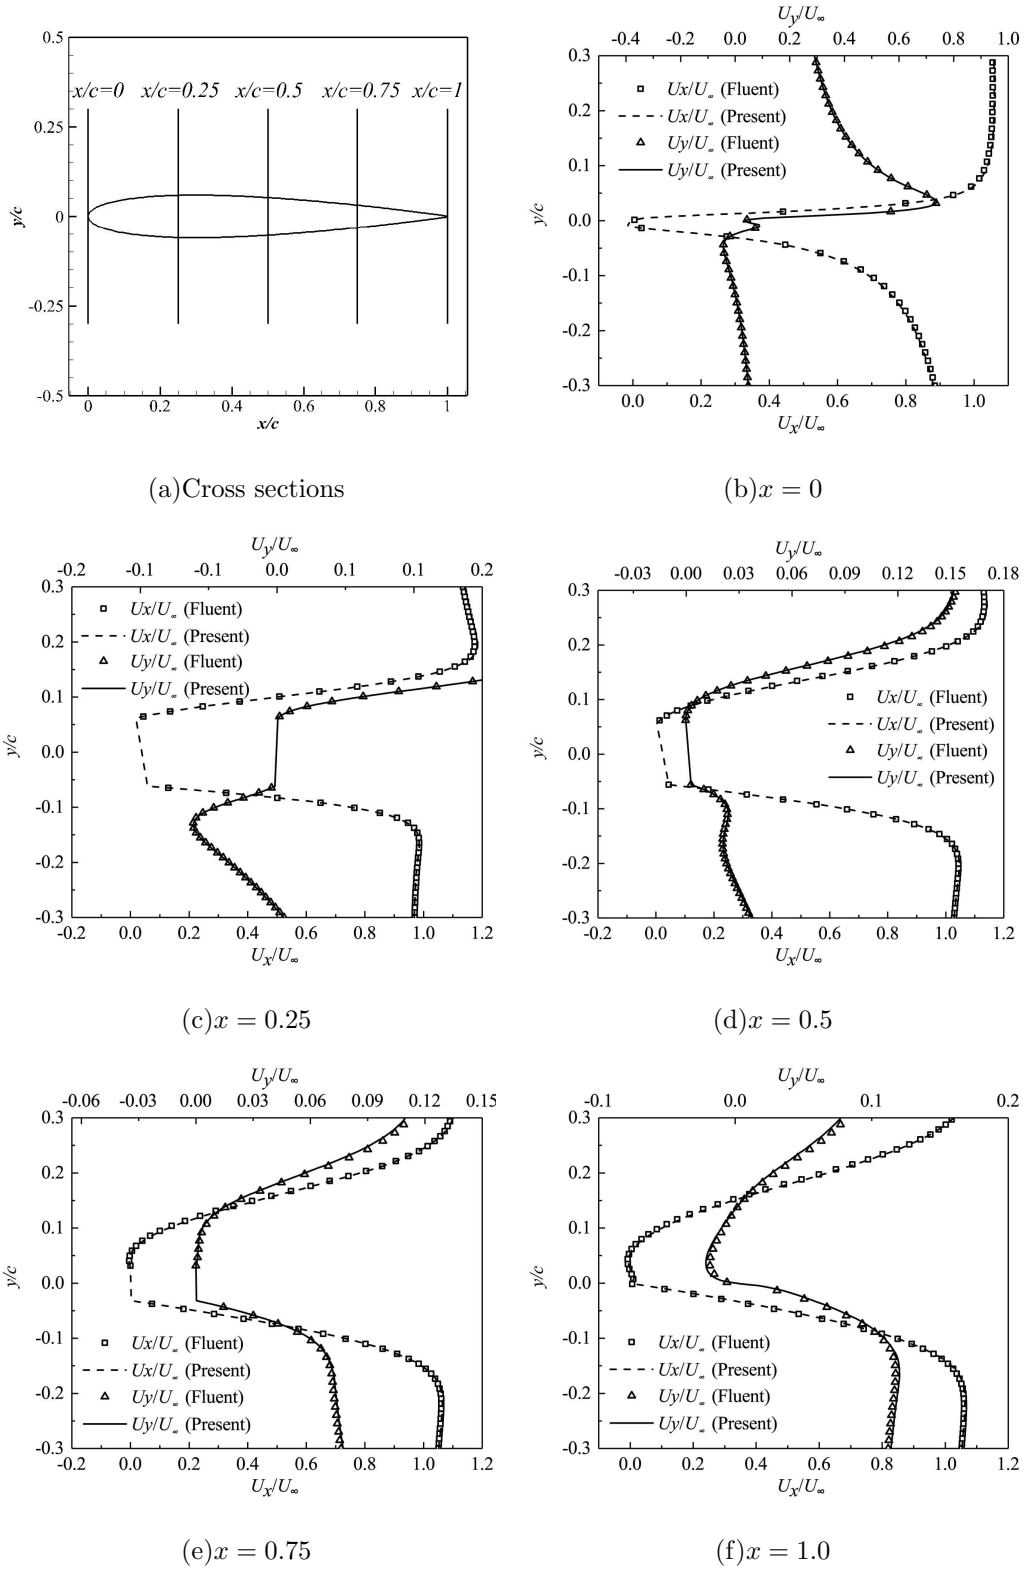 0.5
0.25
0
-0.25
-0.5
y/c
x/c=0 x/c=0.25 x/c=0.5 x/c=0.75 x/c=1
0 0.2 0.4 0.6 0.8 1
x/c
(a)Cross sections
Uy/U∞
-0.4 -0.2 0.0 0.2 0.4 0.6 0.8 1.0
0.3
0.2
0.1
0.0
-0.1
-0.2
-0.3
y/c
Ux/U∞ (Fluent)
Ux/U∞ (Present)
Uy/U∞ (Fluent)
Uy/U∞ (Present)
0.0 0.2 0.4 0.6 0.8 1.0
Ux/U∞
(b)x = 0
Uy/U∞
-0.2 -0.1 -0.1 0.0 0.1 0.1 0.2
0.3
0.2
0.1
0.0
-0.1
-0.2
-0.3
y/c
Ux/U∞ (Fluent)
Ux/U∞ (Present)
Uy/U∞ (Fluent)
Uy/U∞ (Present)
-0.2 0.0 0.2 0.4 0.6 0.8 1.0 1.2
Ux/U∞
(c)x = 0.25
Uy/U∞
-0.03 0.00 0.03 0.06 0.09 0.12 0.15 0.18
0.3
0.2
0.1
0.0
-0.1
-0.2
-0.3
y/c
Ux/U∞ (Fluent)
Ux/U∞ (Present)
Uy/U∞ (Fluent)
Uy/U∞ (Present)
-0.2 0.0 0.2 0.4 0.6 0.8 1.0 1.2
Ux/U∞
(d)x = 0.5
Uy/U∞
-0.06 -0.03 0.00 0.03 0.06 0.09 0.12 0.15
0.3
0.2
0.1
0.0
-0.1
-0.2
-0.3
y/c
Ux/U∞ (Fluent)
Ux/U∞ (Present)
Uy/U∞ (Fluent)
Uy/U∞ (Present)
-0.2 0.0 0.2 0.4 0.6 0.8 1.0 1.2
Ux/U∞
(e)x = 0.75
Uy/U∞
-0.1 0.0 0.1 0.2
0.3
0.2
0.1
0.0
-0.1
-0.2
-0.3
y/c
Ux/U∞ (Fluent)
Ux/U∞ (Present)
Uy/U∞ (Fluent)
Uy/U∞ (Present)
0.0 0.2 0.4 0.6 0.8 1.0 1.2
Ux/U∞
(f)x = 1.0